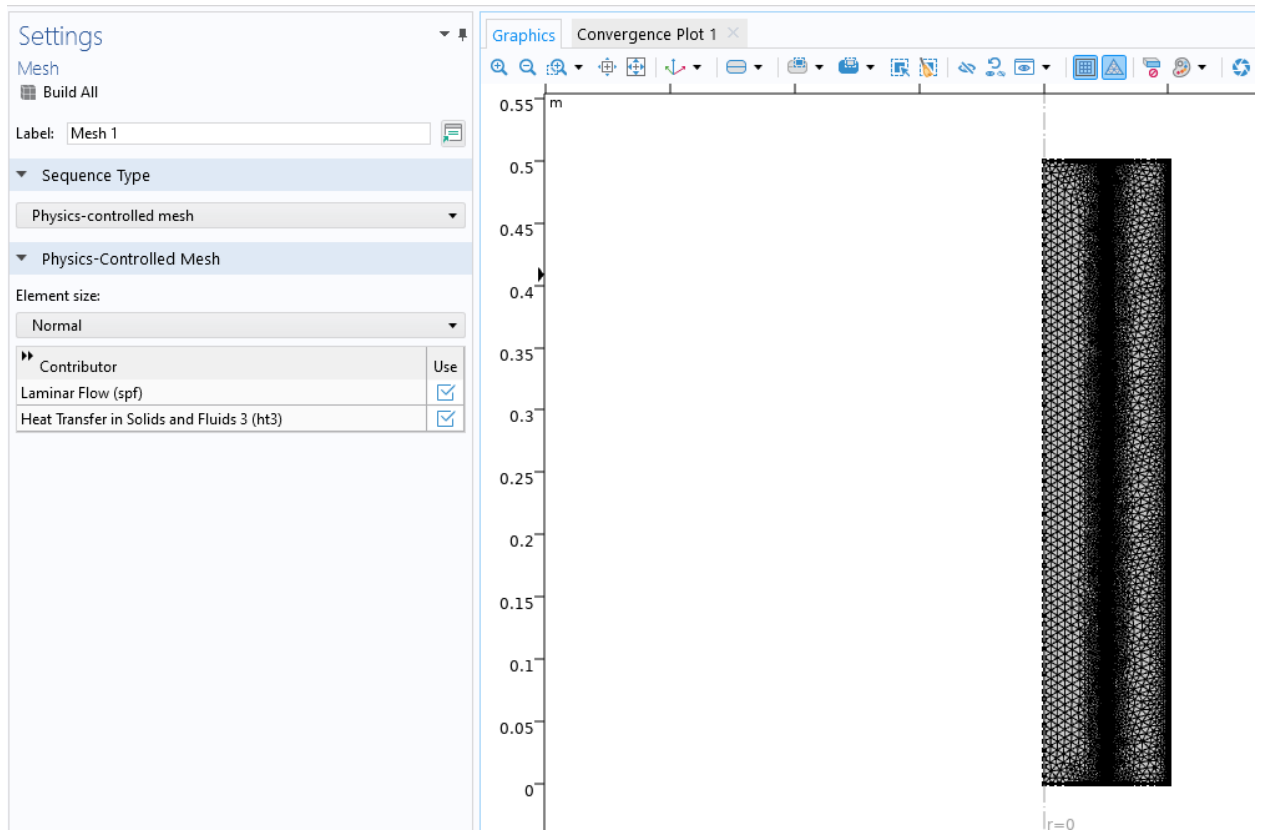 Settings
Mesh
Build All
Label: Mesh 1
Sequence Type
Physics-controlled mesh
Physics-Controlled Mesh
Element size:
Normal
Contributor Use
Laminar Flow (spf)
Heat Transfer in Solids and Fluids 3 (ht3)
Graphics Convergence Plot 1
0.55 m
0.5
0.45
0.4
0.35
0.3
0.25
0.2
0.15
0.1
0.05
0
r=0